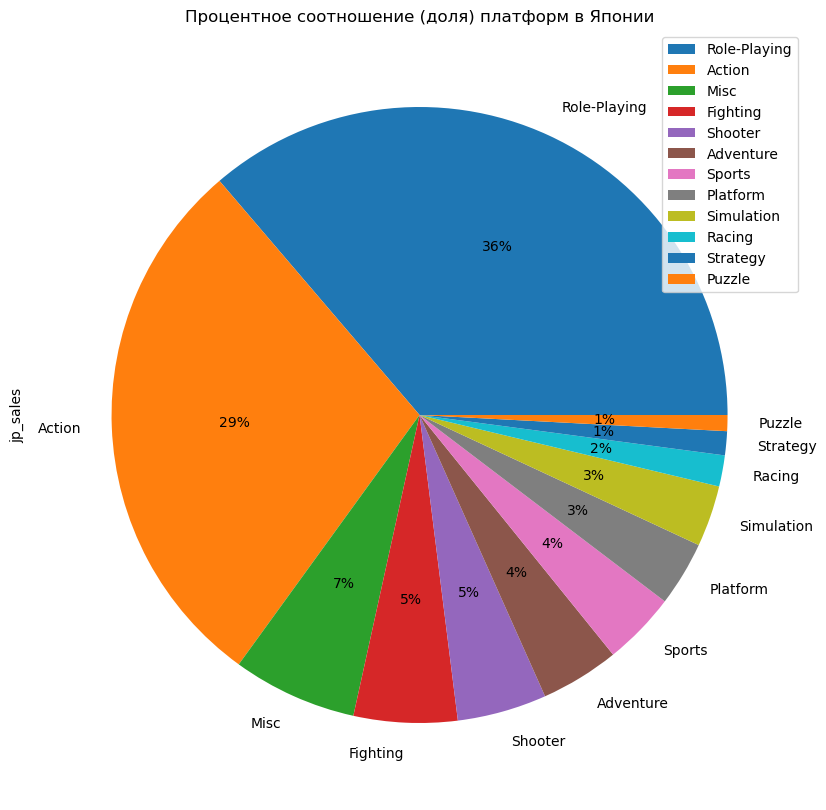 Процентное соотношение (доля) платформ в Японии
Role-Playing
Action
Misc
Fighting
Shooter
Adventure
Sports
Platform
Simulation
Racing
Strategy
Puzzle
Role-Playing
36%
Action
29%
Misc
7%
Fighting
5%
Shooter
5%
Adventure
4%
Sports
4%
Platform
3%
Simulation
3%
Racing
2%
Strategy
1%
Puzzle
1%
jp_sales